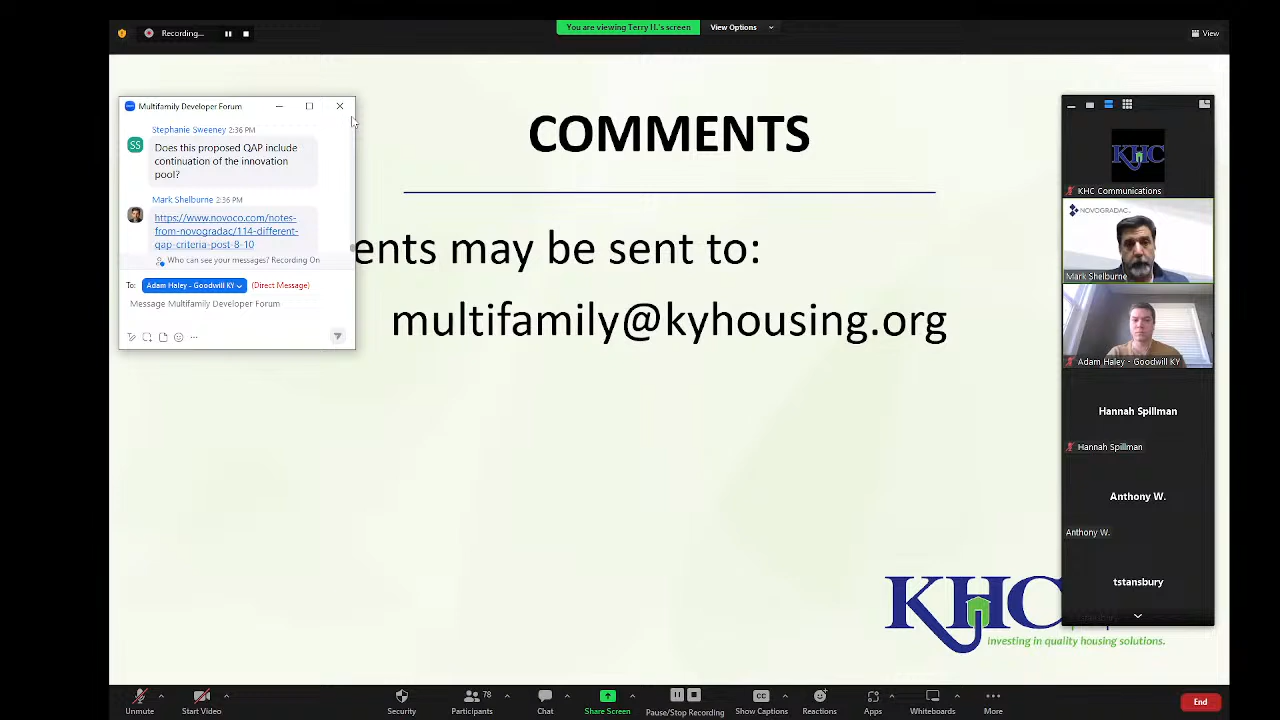 Recording...
You are viewing Terry H.'s screen
View Options
View
Multifamily Developer Forum
Stephanie Sweeney 2:36 PM
SS
Does this proposed QAP include
continuation of the innovation
pool?
Mark Shelburne 2:36 PM
https://www.novoco.com/notes-
from-novogradac/114-different-
qap-criteria-post-8-10
Who can see your messages? Recording On
To: Adam Haley - Goodwill KY (Direct Message)
Message Multifamily Developer Forum
COMMENTS
ents may be sent to:
multifamily@kyhousing.org
KHC
Investing in quality housing solutions.
KHC
KHC Communications
NOVOGRADAC
Mark Shelburne
Adam Haley - Goodwill KY
Hannah Spillman
Hannah Spillman
Anthony W.
Anthony W.
tstansbury
Unmute
Start Video
Security
Participants 78
Chat
Share Screen
Pause/Stop Recording
CC
Show Captions
Reactions
Apps
Whiteboards
More
End